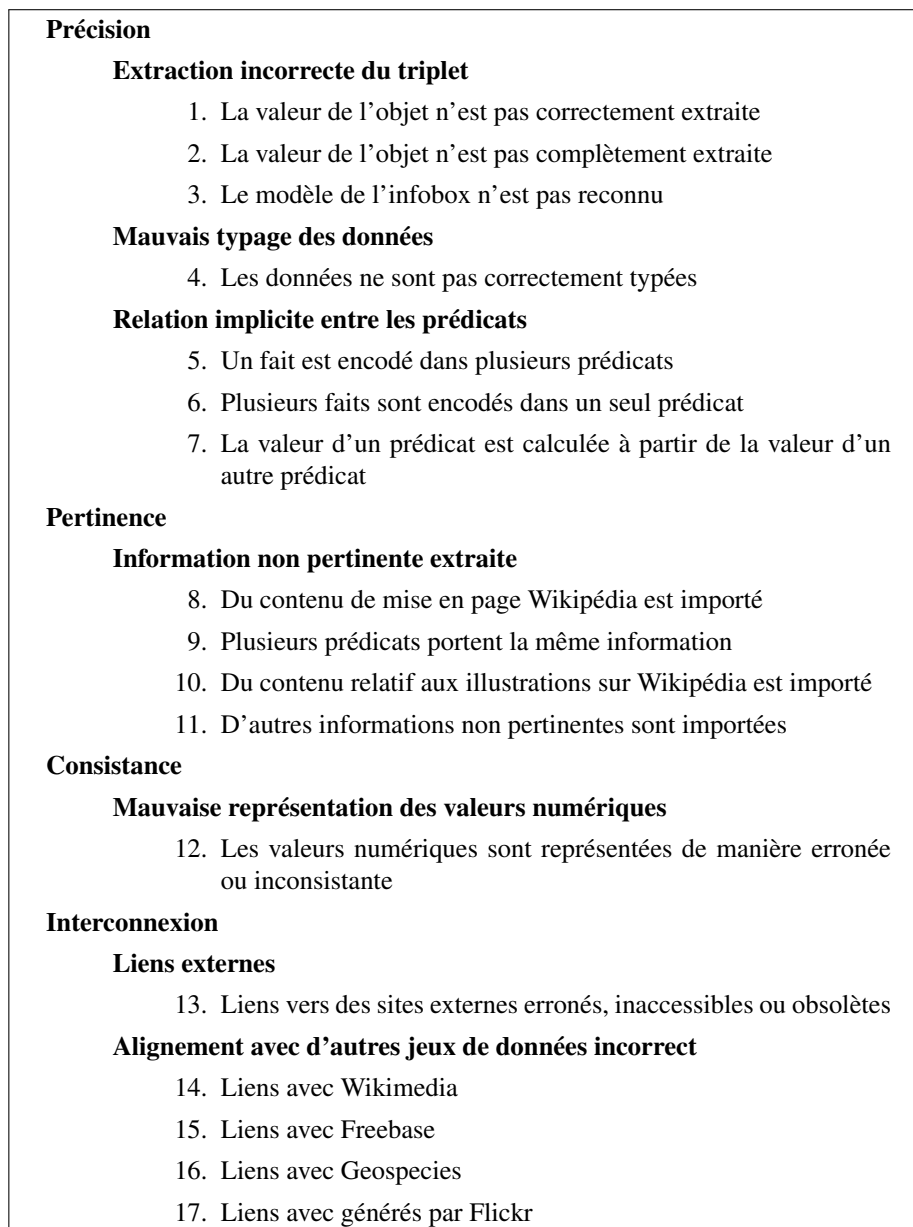 Précision
Extraction incorrecte du triplet
1. La valeur de l'objet n'est pas correctement extraite
2. La valeur de l'objet n'est pas complètement extraite
3. Le modèle de l'infobox n'est pas reconnu
Mauvais typage des données
4. Les données ne sont pas correctement typées
Relation implicite entre les prédicats
5. Un fait est encodé dans plusieurs prédicats
6. Plusieurs faits sont encodés dans un seul prédicat
7. La valeur d'un prédicat est calculée à partir de la valeur d'un
autre prédicat
Pertinence
Information non pertinente extraite
8. Du contenu de mise en page Wikipédia est importé
9. Plusieurs prédicats portent la même information
10. Du contenu relatif aux illustrations sur Wikipédia est importé
11. D'autres informations non pertinentes sont importées
Consistance
Mauvaise représentation des valeurs numériques
12. Les valeurs numériques sont représentées de manière erronée
ou inconsistante
Interconnexion
Liens externes
13. Liens vers des sites externes erronés, inaccessibles ou obsolètes
Alignement avec d'autres jeux de données incorrect
14. Liens avec Wikimedia
15. Liens avec Freebase
16. Liens avec Geospecies
17. Liens avec générés par Flickr